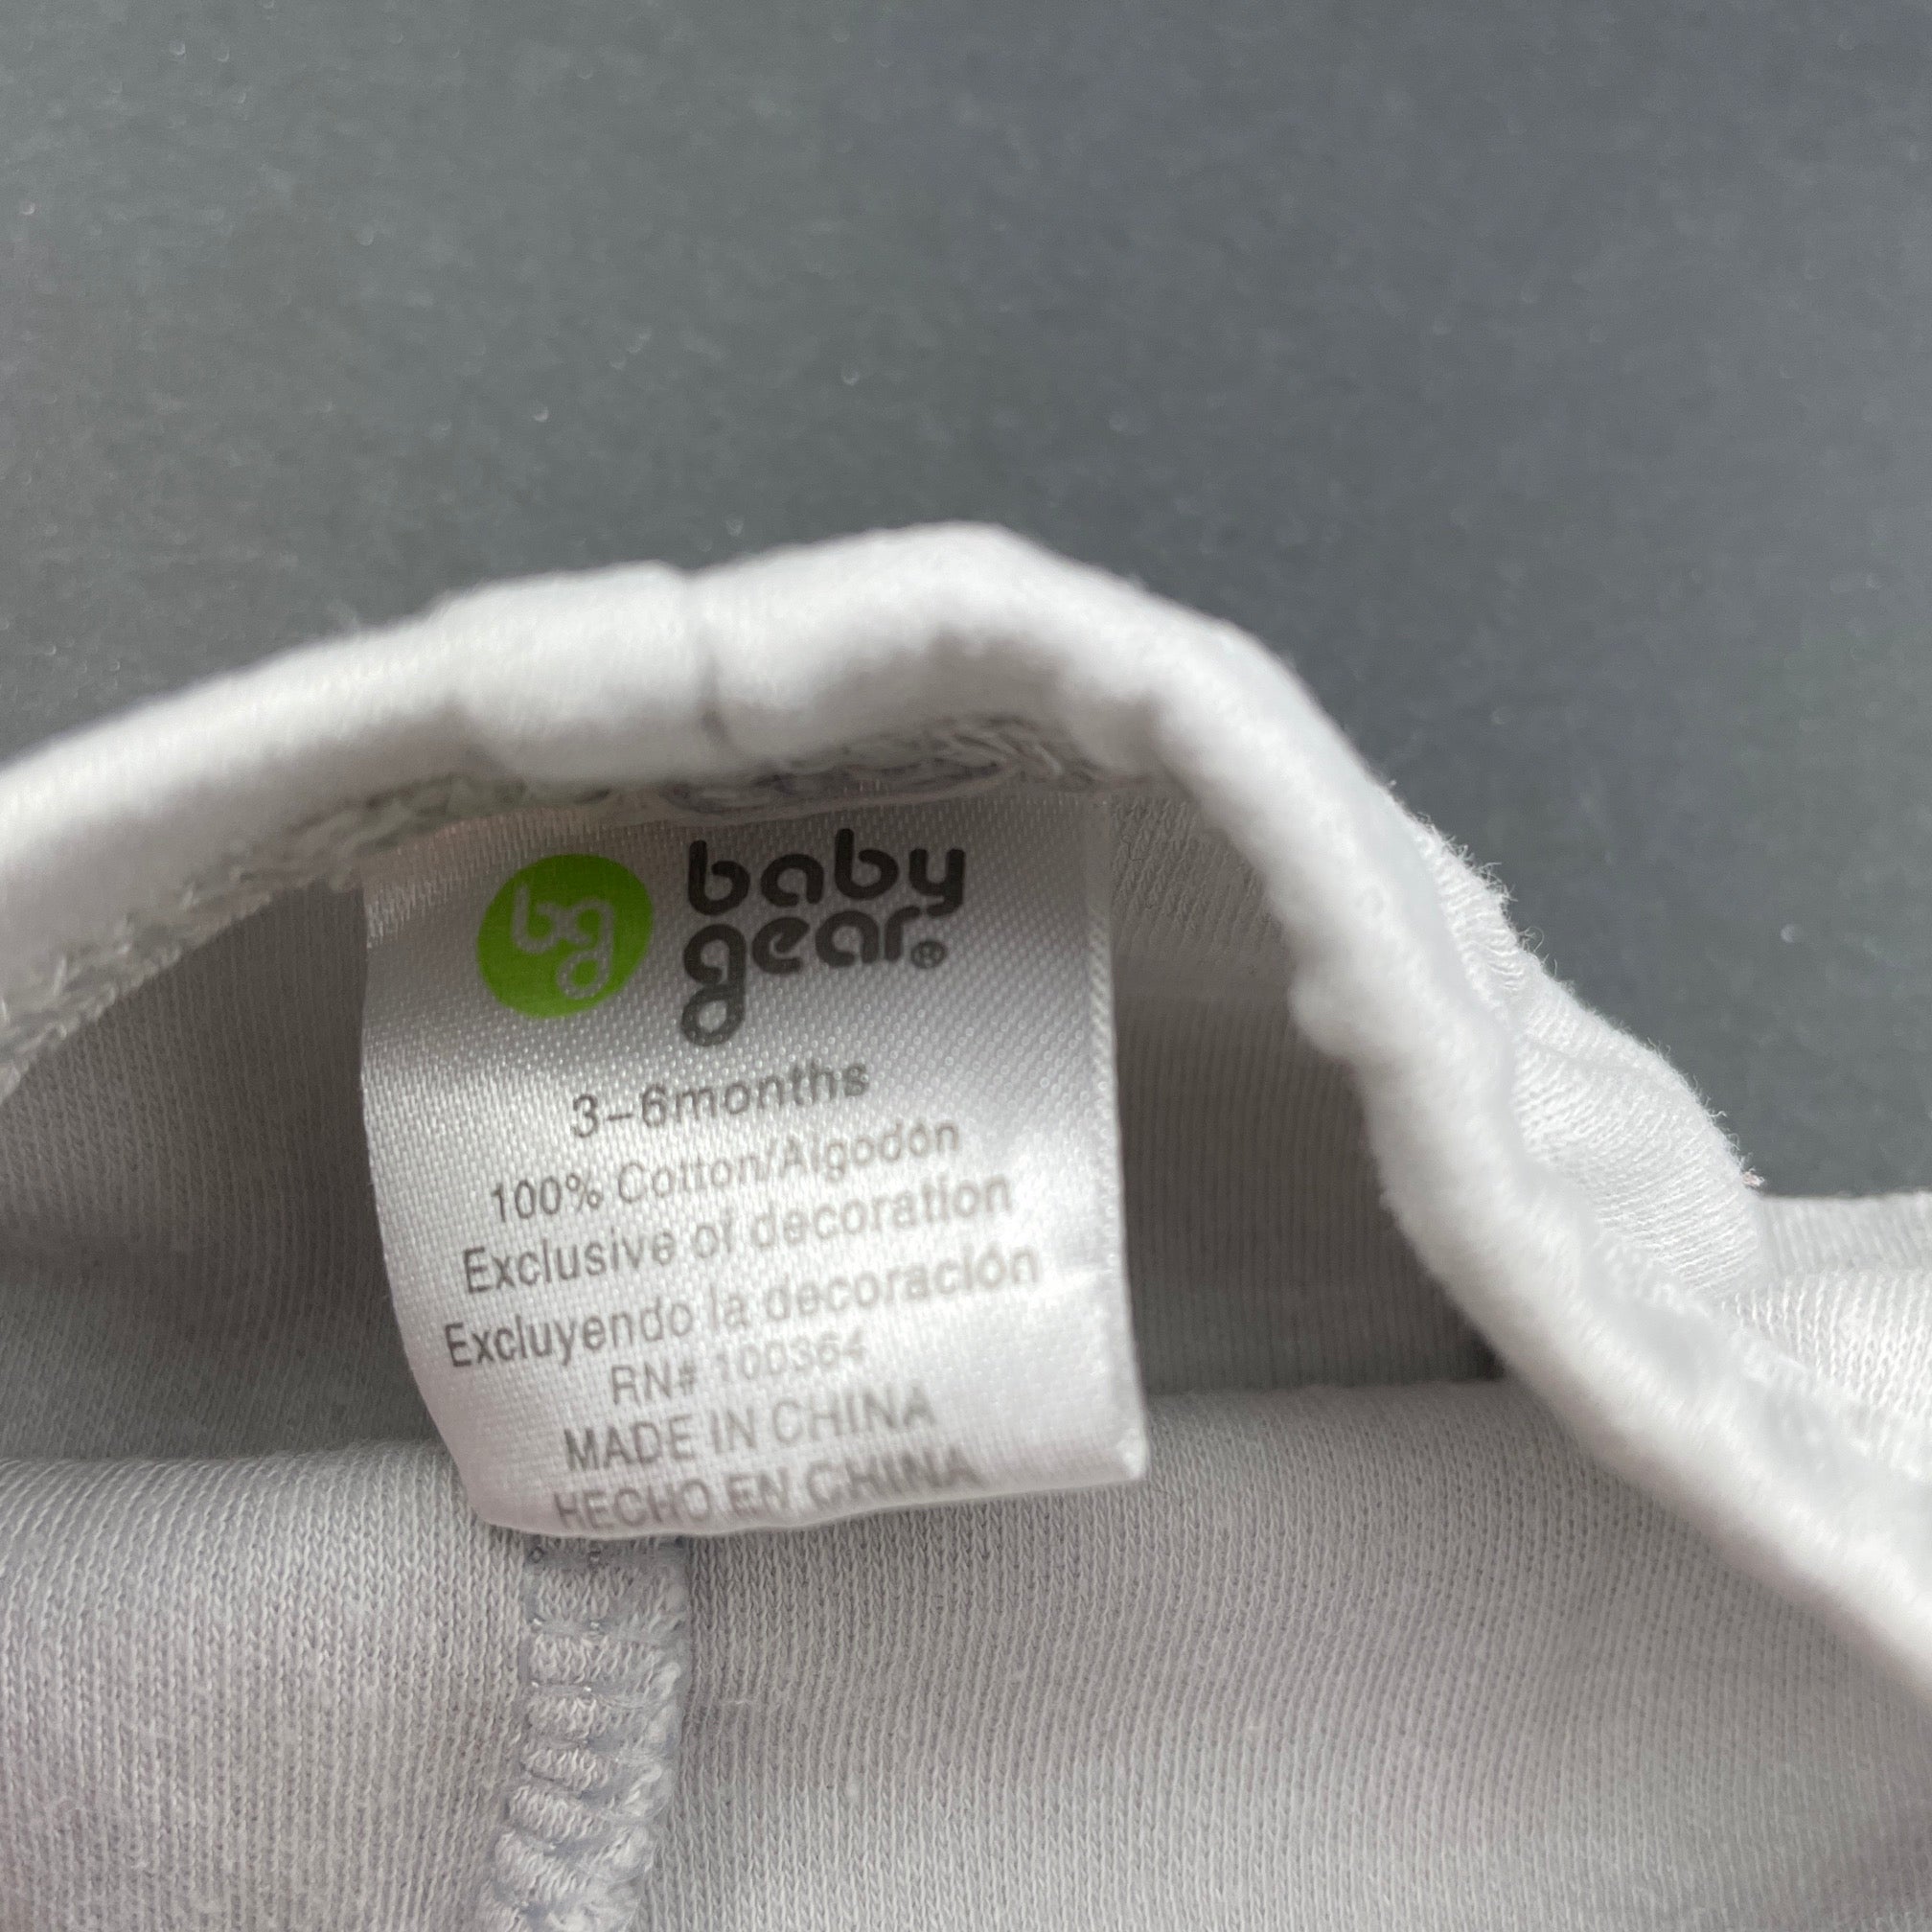 bg
baby
gear®
3-6months
100% Cotton/Algodón
Exclusive of decoration
Excluyendo la decoración
RN# 100364
MADE IN CHINA
HECHO EN CHINA